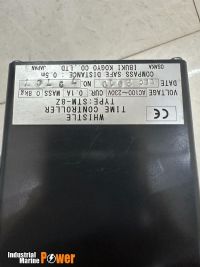 WHISTLE
TIME CONTROLLER
TYPE:STM-8Z
VOLTAGE AC100~230V CUR 0.1A MASS 0.8kg
DATE
COMPASS SAFE DISTANCE : 0.5m
IBUKI KOGYO CO.,LTD.
OSAKA JAPAN
Industrial
Marine Power